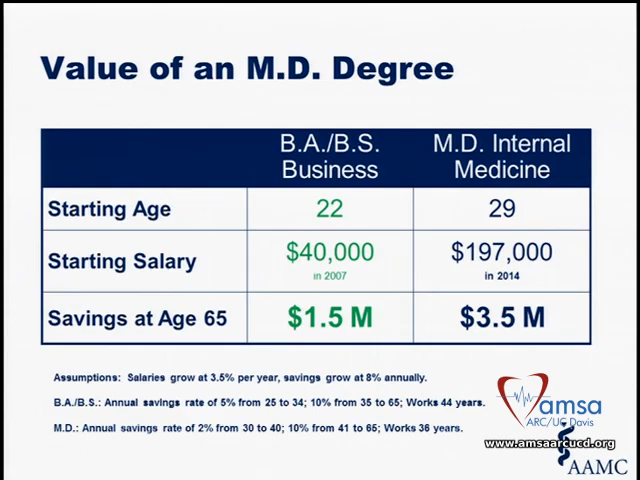 Value of an M.D. Degree
B.A./B.S.
Business
M.D. Internal
Medicine
Starting Age
22
29
Starting Salary
$40,000
in 2007
$197,000
in 2014
Savings at Age 65
$1.5 M
$3.5 M
Assumptions: Salaries grow at 3.5% per year, savings grow at 8% annually.
B.A./B.S.: Annual savings rate of 5% from 25 to 34; 10% from 35 to 65; Works 44 years.
M.D.: Annual savings rate of 2% from 30 to 40; 10% from 41 to 65; Works 36 years.
amsa
ARC/UC Davis
www.amsaarcucd.org
AAMC